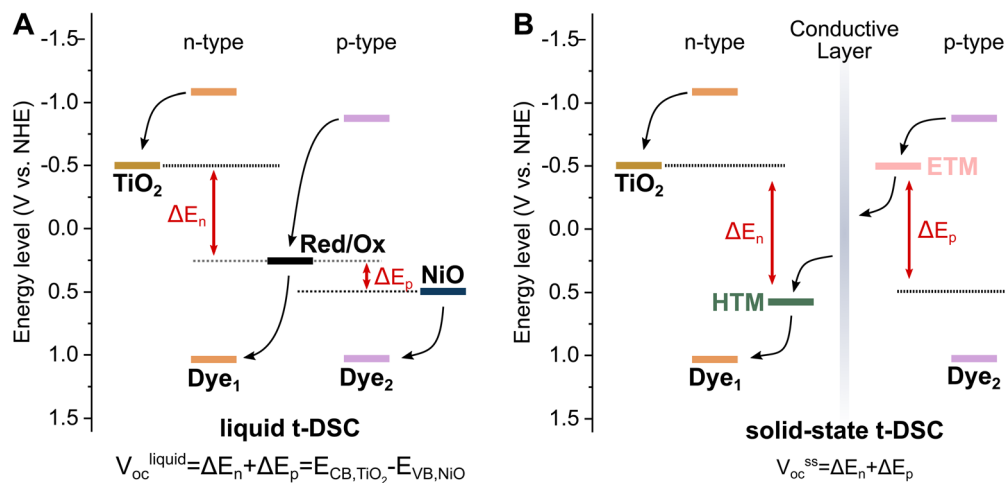 A
n-type
p-type
Energy level (V vs. NHE)
-1.5
-1.0
-0.5
0.0
0.5
1.0
1.5
TiO₂
ΔEₙ
Red/Ox
ΔEₚ
NiO
Dye₁
Dye₂
liquid t-DSC
Vₒc^liquid=ΔEₙ+ΔEₚ=E_CB,TiO₂-E_VB,NiO
B
n-type
Conductive
Layer
p-type
Energy level (V vs. NHE)
-1.5
-1.0
-0.5
0.0
0.5
1.0
1.5
TiO₂
ETM
ΔEₙ
ΔEₚ
HTM
Dye₁
Dye₂
solid-state t-DSC
Vₒc^ss=ΔEₙ+ΔEₚ